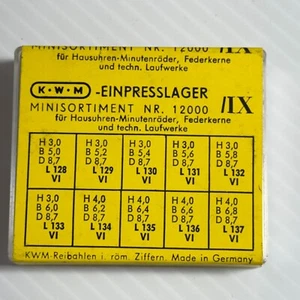 MINISORTIMENT NR. 12000 /IX
für Hausuhren-Minutenräder, Federkerne
und techn. Laufwerke
K·W·M -EINPRESSLAGER
MINISORTIMENT NR. 12000 /IX
für Hausuhren-Minutenräder, Federkerne
und techn. Laufwerke
H 3,0 H 3,0 H 3,0 H 3,0 H 3,0
B 5,0 B 5,2 B 5,4 B 5,6 B 5,8
D 8,7 D 8,7 D 8,7 D 8,7 D 8,7
L 128 L 129 L 130 L 131 L 132
VI VI VI VI VI
H 3,0 H 4,0 H 4,0 H 4,0 H 4,0
B 6,0 B 6,2 B 6,4 B 6,6 B 6,8
D 8,7 D 8,7 D 8,7 D 8,7 D 8,7
L 133 L 134 L 135 L 136 L 137
VI VI VI VI VI
KWM-Reibahlen i. röm. Ziffern. Made in Germany